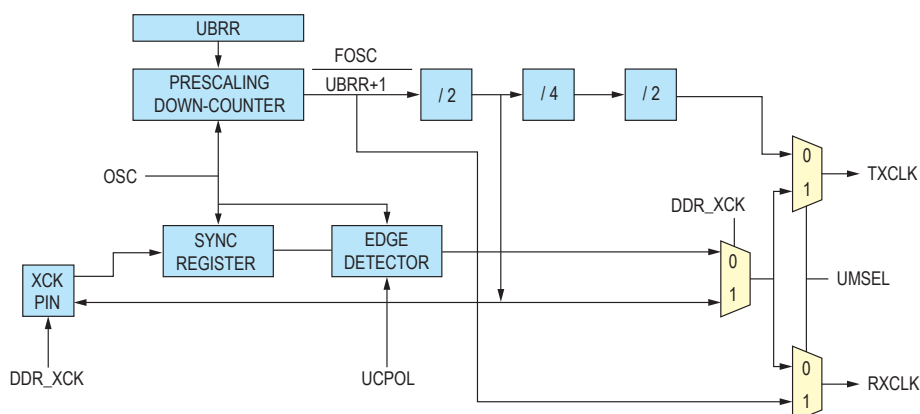 UBRR
PRESCALING
DOWN-COUNTER
FOSC
UBRR+1
/ 2
/ 4
/ 2
OSC
0
1
TXCLK
DDR_XCK
SYNC
REGISTER
EDGE
DETECTOR
0
1
XCK
PIN
UMSEL
DDR_XCK
UCPOL
0
1
RXCLK